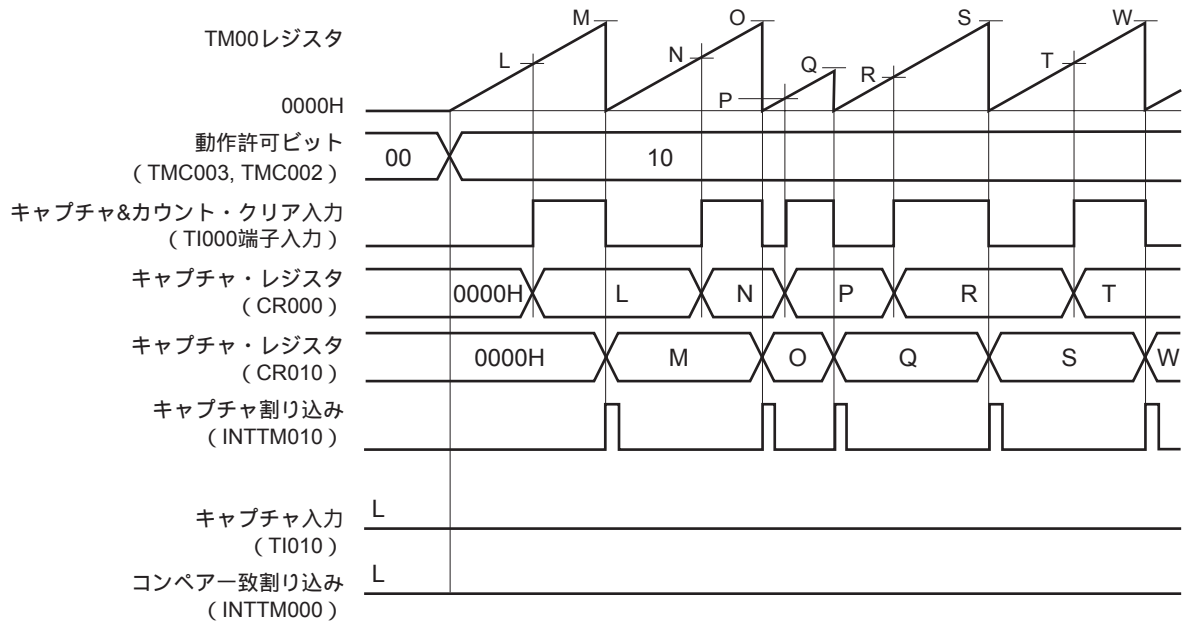 TM00レジスタ
L
M
N
O
P
Q
R
S
T
W
0000H
動作許可ビット
（TMC003, TMC002）
00
10
キャプチャ&カウント・クリア入力
（TI000端子入力）
キャプチャ・レジスタ
（CR000）
0000H
L
N
P
R
T
キャプチャ・レジスタ
（CR010）
0000H
M
O
Q
S
W
キャプチャ割り込み
（INTTM010）
キャプチャ入力
（TI010）
L
コンペア一致割り込み
（INTTM000）
L